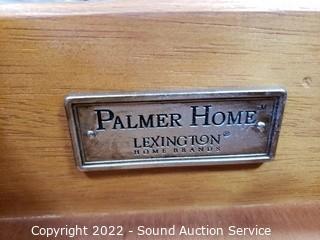 PALMER HOME™
LEXINGTON®
HOME BRANDS
Copyright 2022 - Sound Auction Service